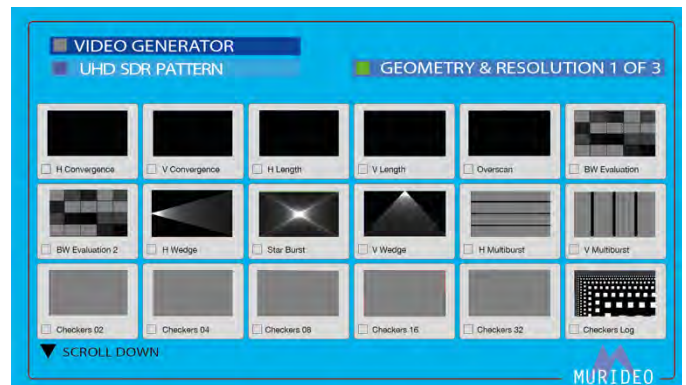 VIDEO GENERATOR
UHD SDR PATTERN
GEOMETRY & RESOLUTION 1 OF 3
H Convergence
V Convergence
H Length
V Length
Overscan
BW Evaluation
BW Evaluation 2
H Wedge
Star Burst
V Wedge
H Multiburst
V Multiburst
Checkers 02
Checkers 04
Checkers 08
Checkers 16
Checkers 32
Checkers Log
SCROLL DOWN
MURIDEO